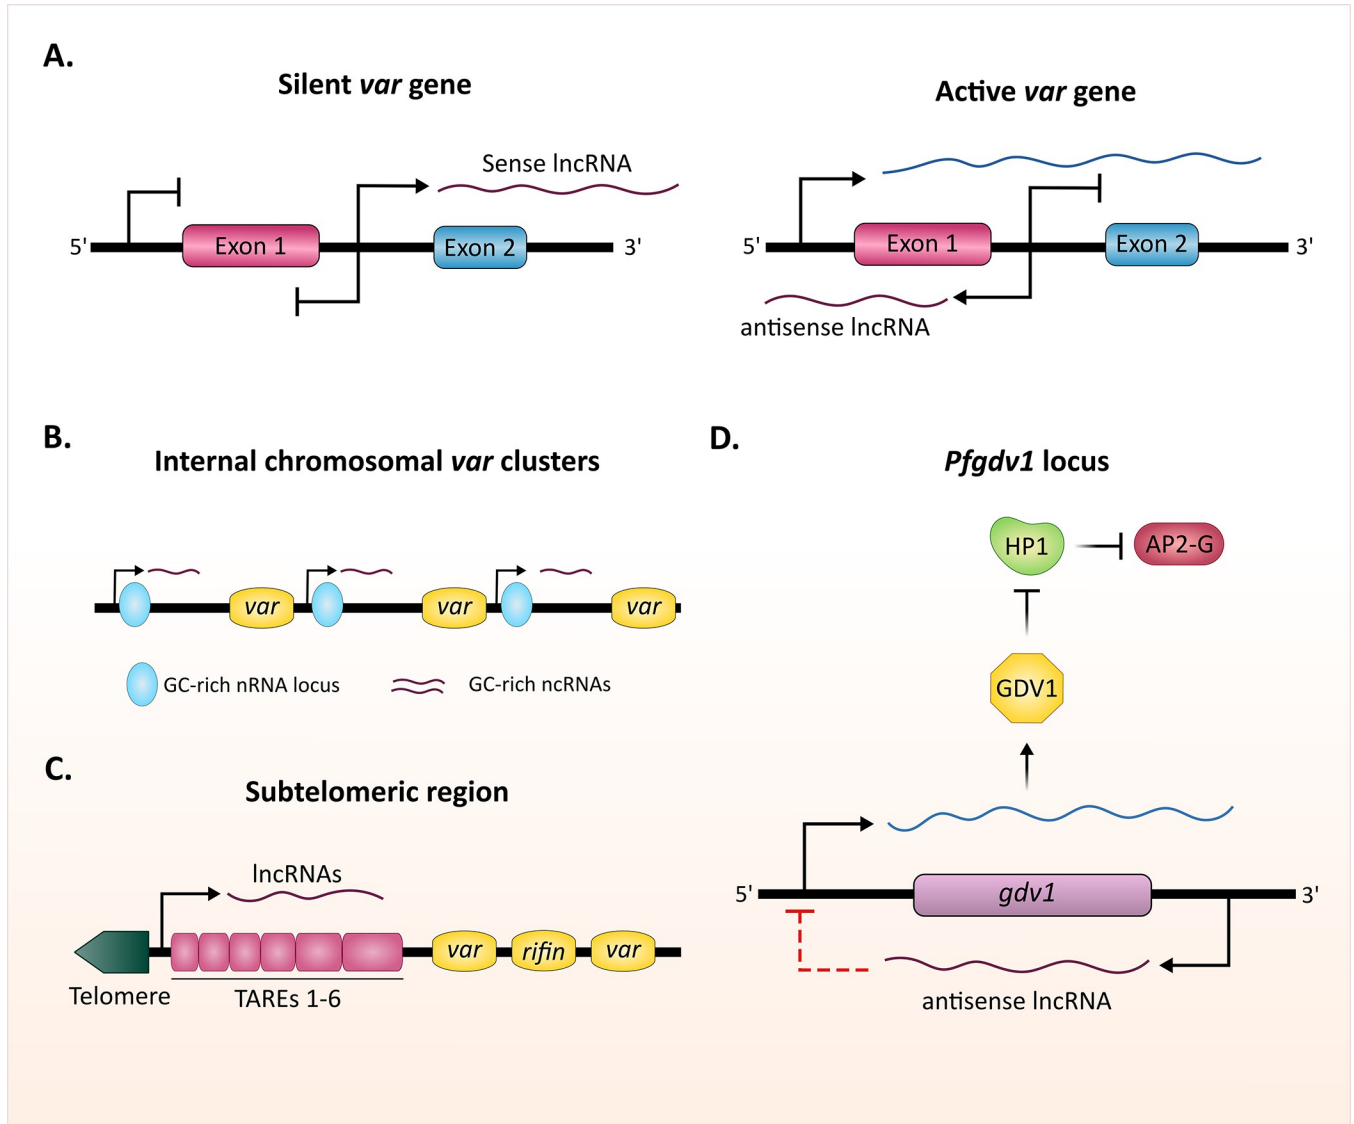 A.
Silent var gene
Sense lncRNA
5'
Exon 1
Exon 2
3'
Active var gene
5'
Exon 1
Exon 2
3'
antisense lncRNA
B.
Internal chromosomal var clusters
var
var
var
GC-rich nRNA locus
GC-rich ncRNAs
C.
Subtelomeric region
lncRNAs
var
rifin
var
Telomere
TAREs 1-6
D.
Pfgdv1 locus
HP1
AP2-G
GDV1
5'
gdv1
3'
antisense lncRNA